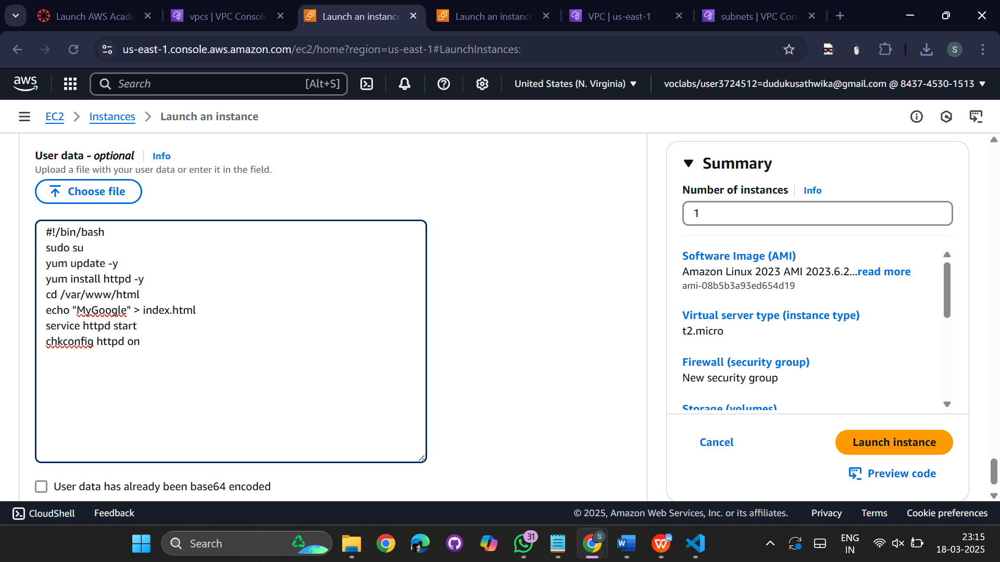 Launch AWS Acade
vpcs | VPC Console
Launch an instance
Launch an instance
VPC | us-east-1
subnets | VPC Con
us-east-1.console.aws.amazon.com/ec2/home?region=us-east-1#LaunchInstances:
S
aws
Search
[Alt+S]
United States (N. Virginia)
voclabs/user3724512=dudukusathwika@gmail.com @ 8437-4530-1513
EC2
Instances
Launch an instance
User data - optional
Info
Upload a file with your user data or enter it in the field.
Choose file
#!/bin/bash
sudo su
yum update -y
yum install httpd -y
cd /var/www/html
echo "MyGoogle" > index.html
service httpd start
chkconfig httpd on
User data has already been base64 encoded
Summary
Number of instances
Info
1
Software Image (AMI)
Amazon Linux 2023 AMI 2023.6.2...read more
ami-08b5b3a93ed654d19
Virtual server type (instance type)
t2.micro
Firewall (security group)
New security group
Storage (volumes)
Cancel
Launch instance
Preview code
CloudShell
Feedback
© 2025, Amazon Web Services, Inc. or its affiliates.
Privacy
Terms
Cookie preferences
Search
31
S
W
W
ENG
IN
23:15
18-03-2025